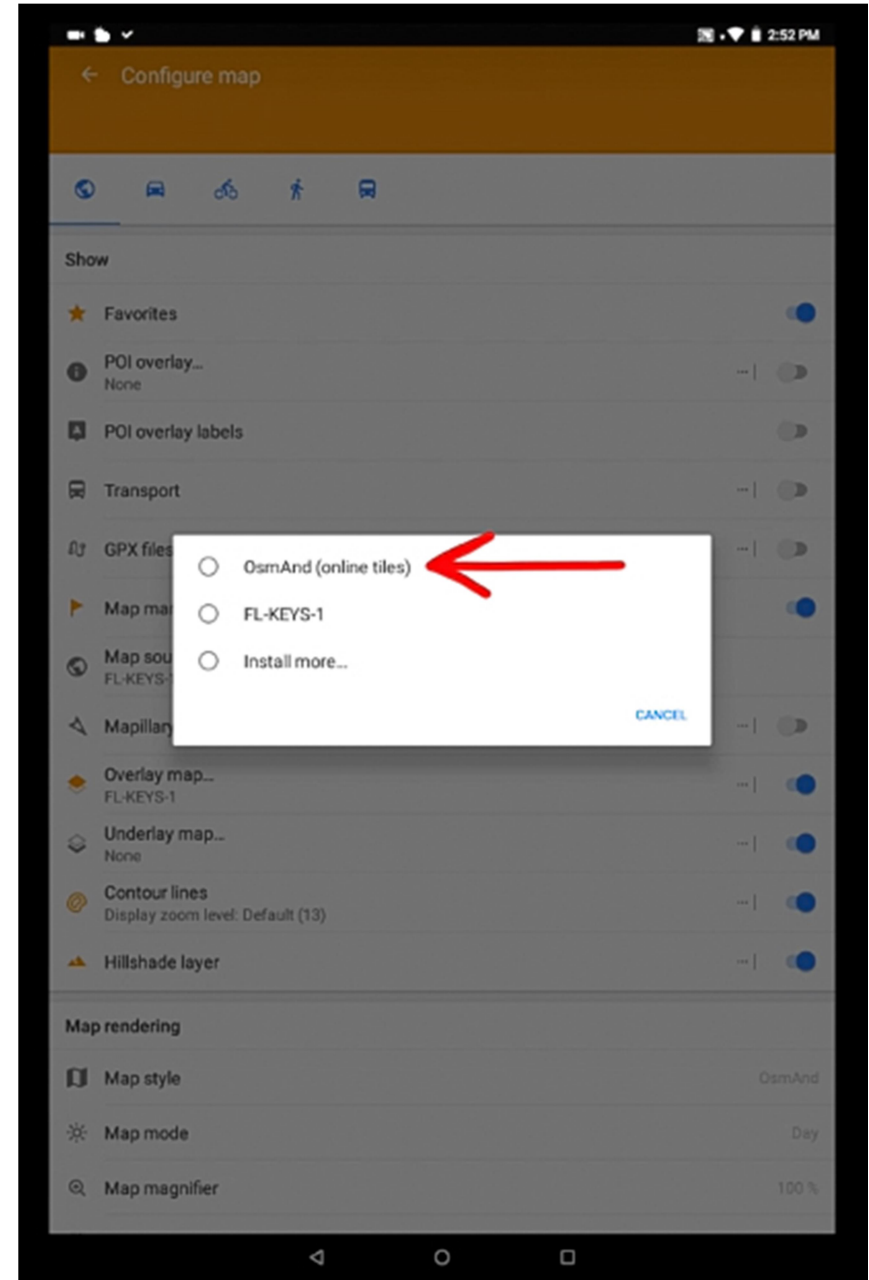 2:52 PM
Configure map
Show
Favorites
POI overlay...
None
POI overlay labels
Transport
GPX files
OsmAnd (online tiles)
Map mar
FL-KEYS-1
Map sou
FL-KEYS-
Install more...
Mapillary
CANCEL
Overlay map...
FL-KEYS-1
Underlay map...
None
Contour lines
Display zoom level: Default (13)
Hillshade layer
Map rendering
Map style
OsmAnd
Map mode
Day
Map magnifier
100 %